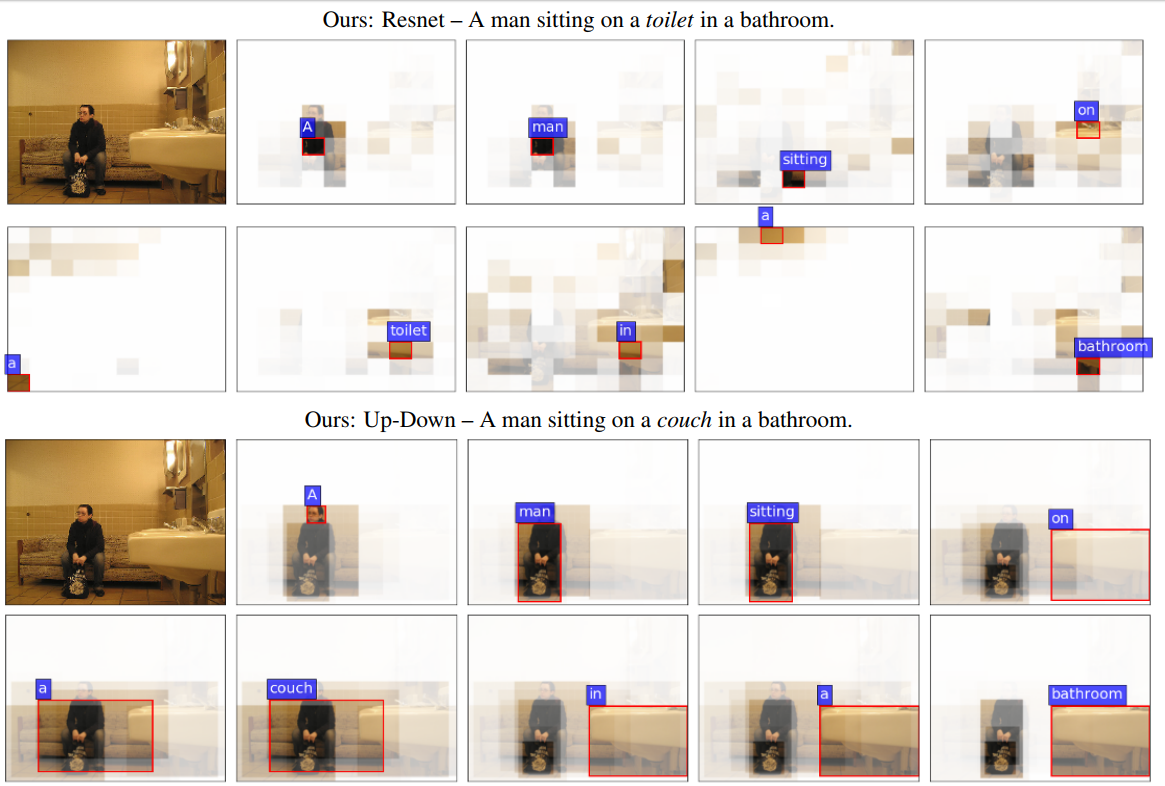 Ours: Resnet – A man sitting on a toilet in a bathroom.
A
man
sitting
on
a
toilet
in
a
bathroom
Ours: Up-Down – A man sitting on a couch in a bathroom.
A
man
sitting
on
a
couch
in
a
bathroom